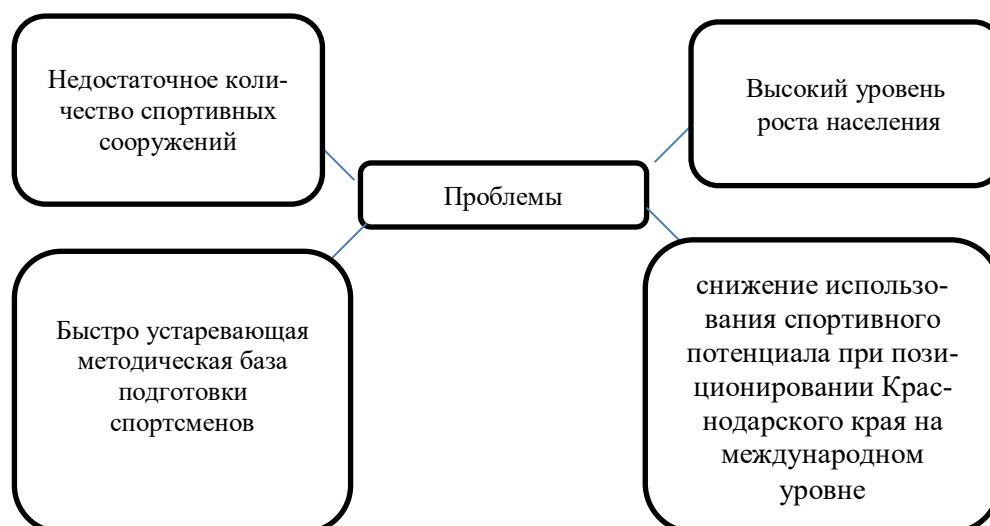 Недостаточное коли-
чество спортивных
сооружений
Высокий уровень
роста населения
Проблемы
Быстро устаревающая
методическая база
подготовки
спортсменов
снижение использо-
вания спортивного
потенциала при пози-
ционировании Крас-
нодарского края на
международном
уровне